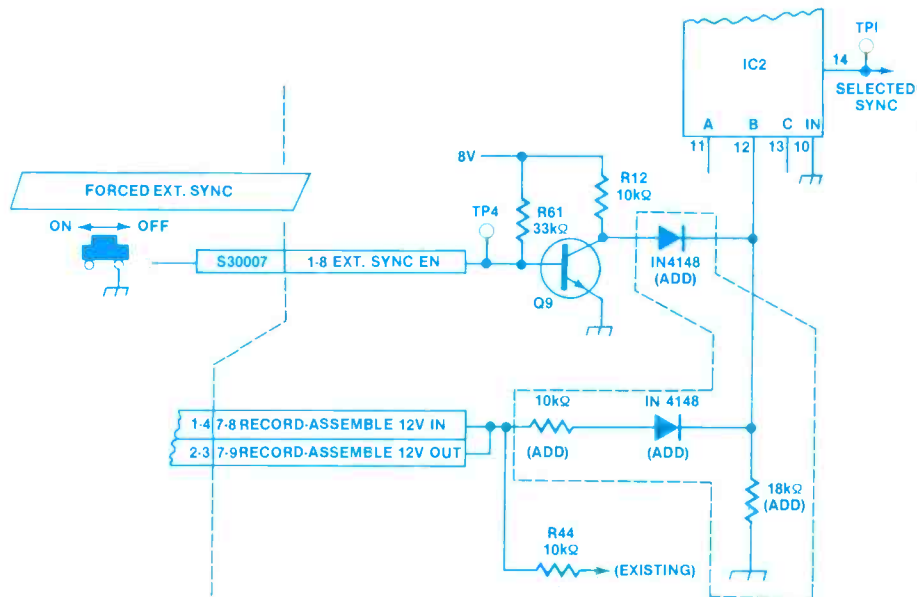 TP1
IC2
14
SELECTED
SYNC
A B C IN
11 12 13 10
8V
R12
10kΩ
FORCED EXT. SYNC
TP4
R61
33kΩ
ON OFF
S30007 1-8 EXT. SYNC EN
IN4148
(ADD)
Q9
10kΩ IN 4148
1-4 7-8 RECORD-ASSEMBLE 12V IN
(ADD) (ADD)
2-3 7-9 RECORD-ASSEMBLE 12V OUT
18kΩ
(ADD)
R44
10kΩ
(EXISTING)